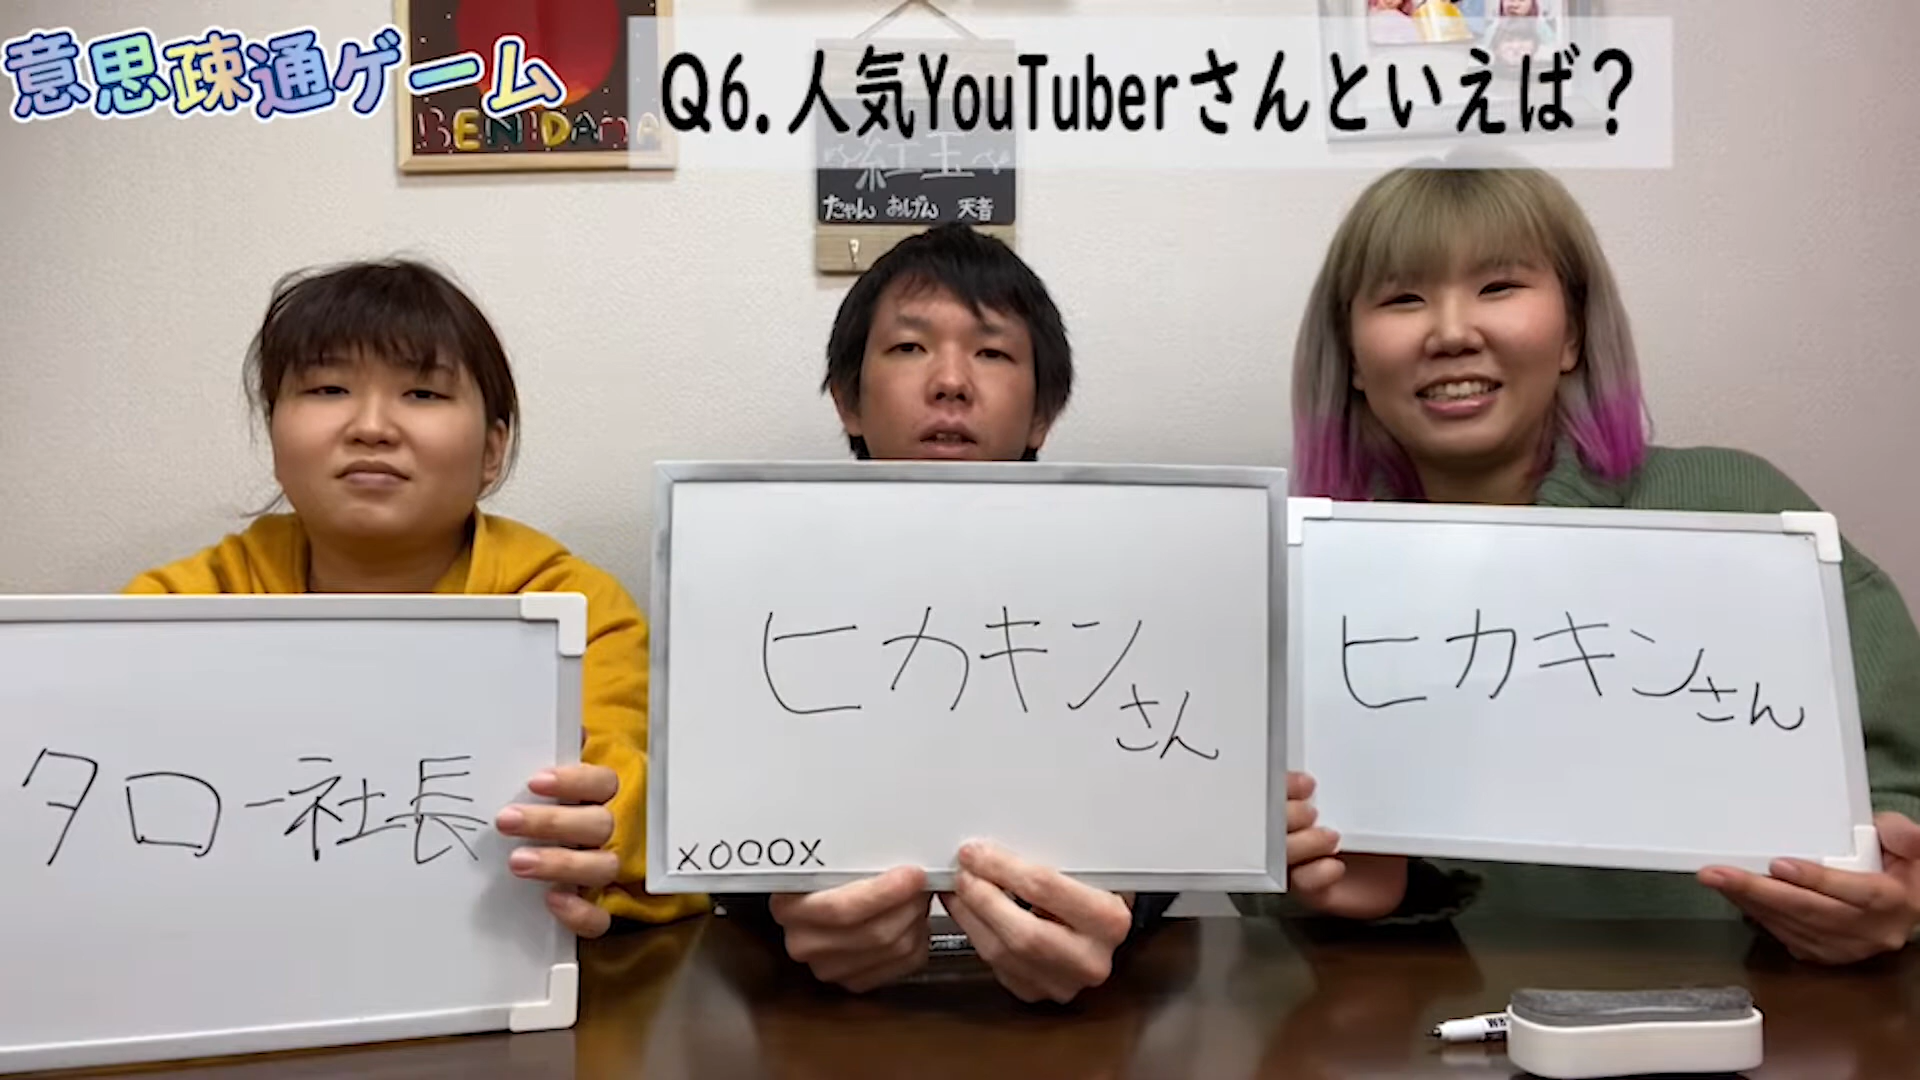 意思疎通ゲーム
Q6.人気YouTuberさんといえば?
BENIDAMA
紅玉
たゃん おげん 天音
タロー社長
ヒカキンさん
xooox
ヒカキンさん